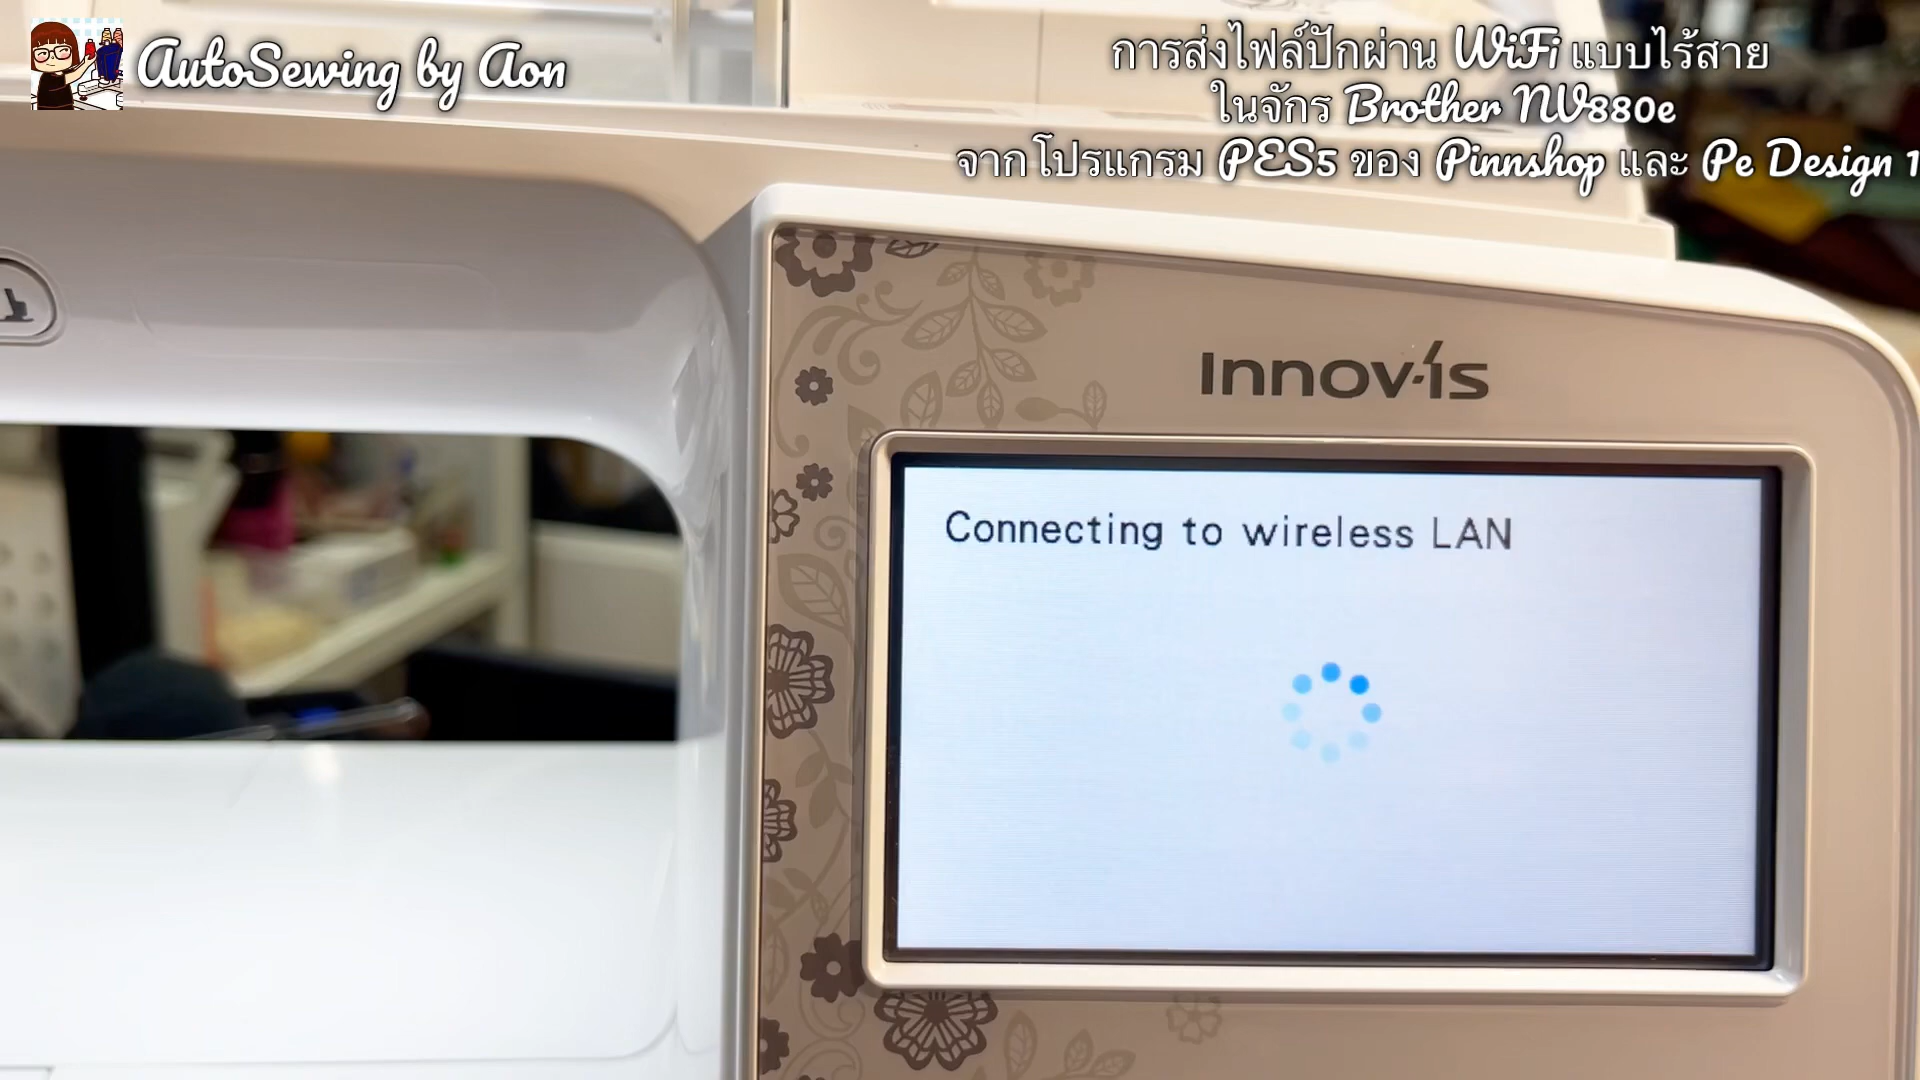 AutoSewing by Aon
การส่งไฟล์ปักผ่าน WiFi แบบไร้สาย
ในจักร Brother NV880e
จากโปรแกรม PES5 ของ Pinnshop และ Pe Design 1
Innov-is
Connecting to wireless LAN